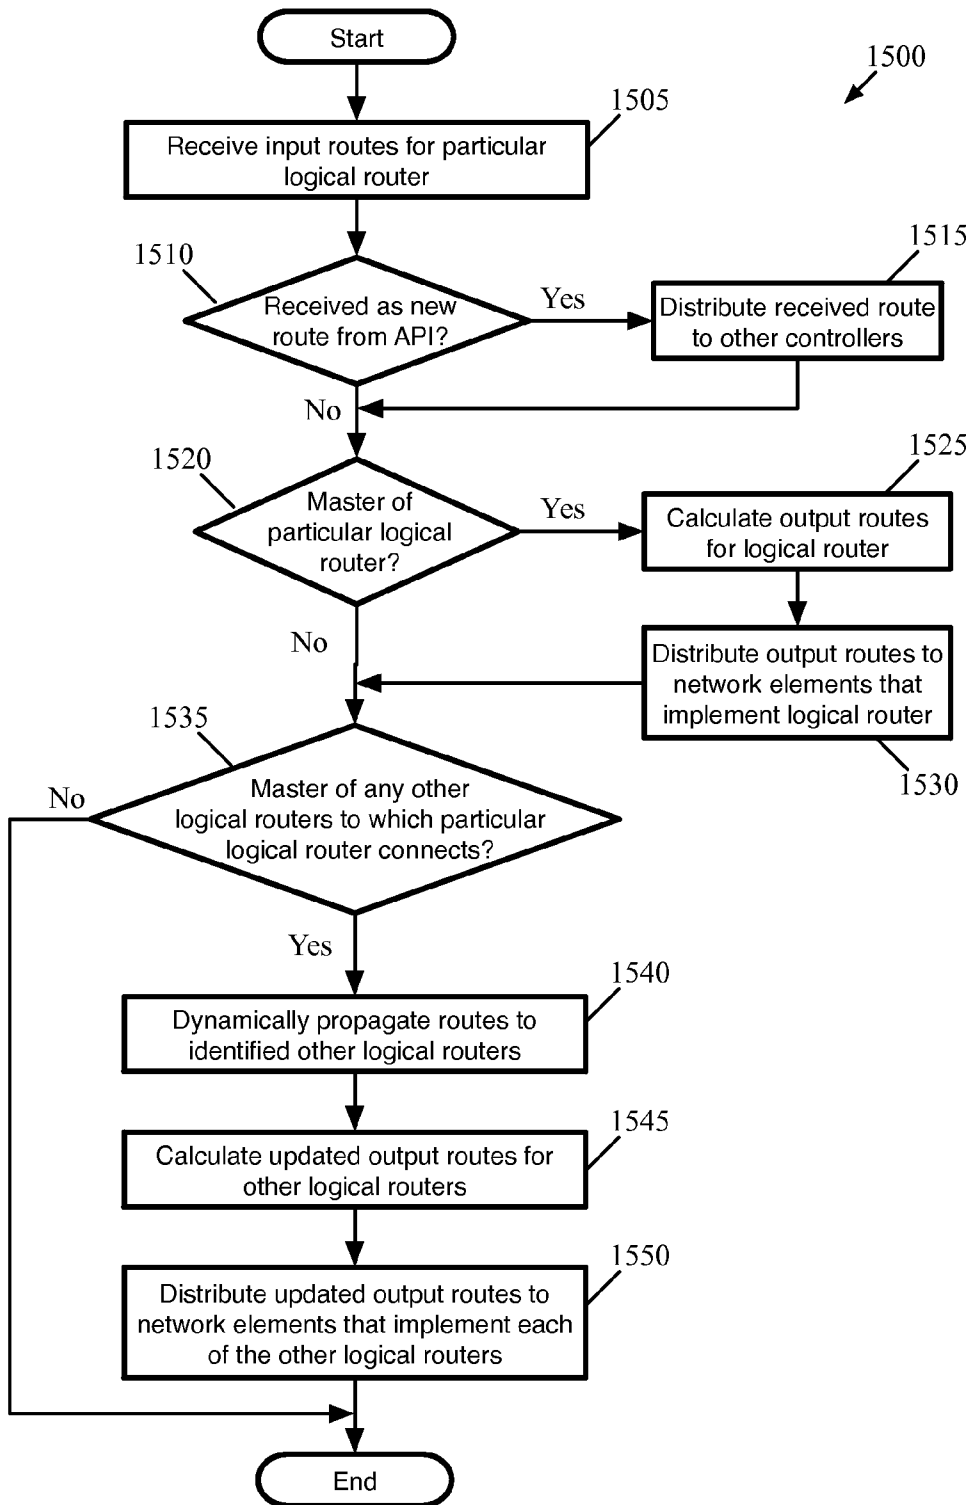 Start
1500
1505
Receive input routes for particular
logical router
1510
1515
Received as new
route from API?
Yes
Distribute received route
to other controllers
No
1520
1525
Master of
particular logical
router?
Yes
Calculate output routes
for logical router
No
Distribute output routes to
network elements that
implement logical router
1530
1535
No
Master of any other
logical routers to which particular
logical router connects?
Yes
1540
Dynamically propagate routes to
identified other logical routers
1545
Calculate updated output routes for
other logical routers
1550
Distribute updated output routes to
network elements that implement each
of the other logical routers
End